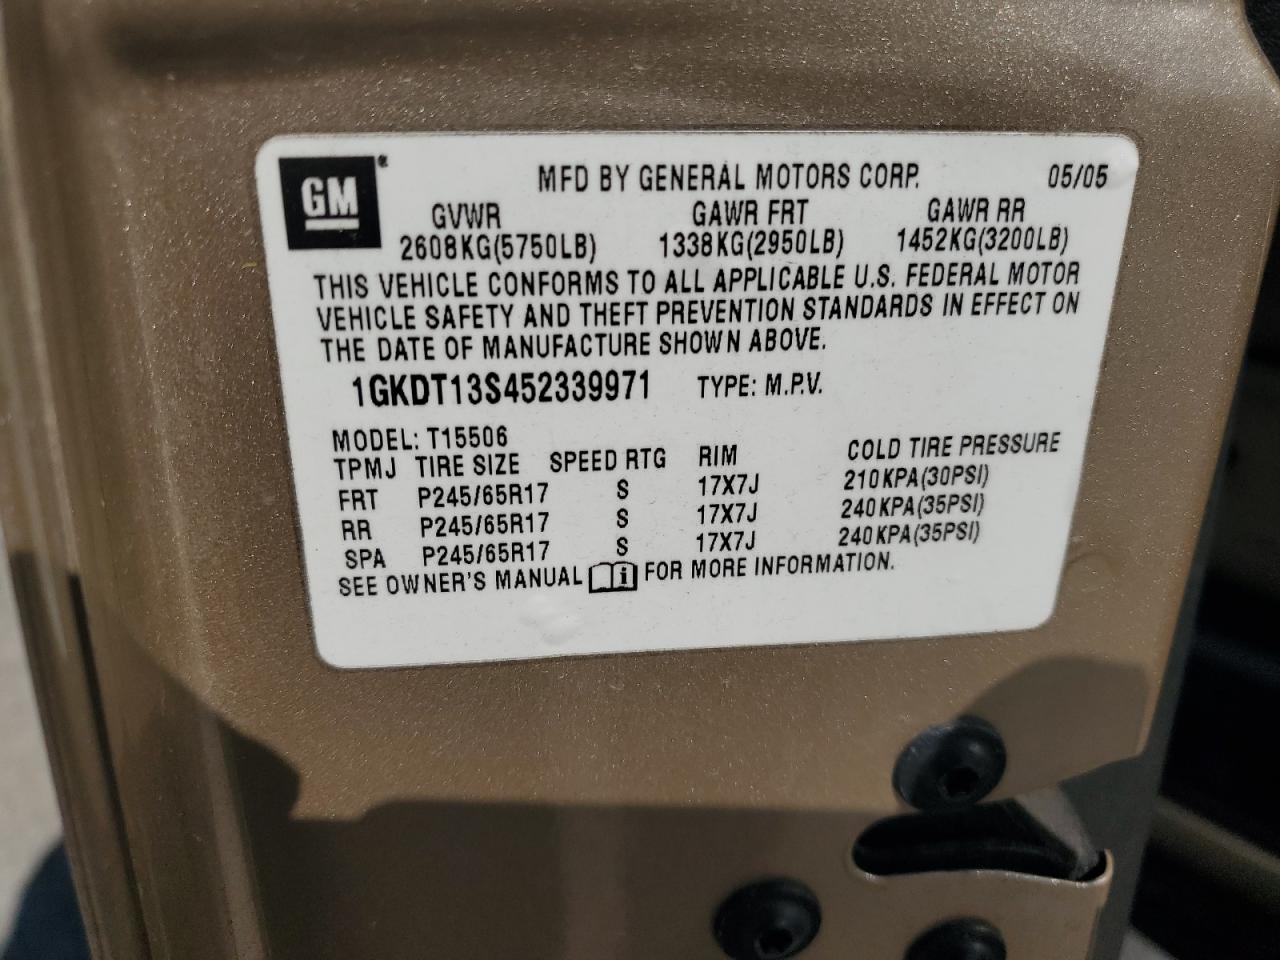 GM
MFD BY GENERAL MOTORS CORP. 05/05
GVWR GAWR FRT GAWR RR
2608KG(5750LB) 1338KG(2950LB) 1452KG(3200LB)
THIS VEHICLE CONFORMS TO ALL APPLICABLE U.S. FEDERAL MOTOR
VEHICLE SAFETY AND THEFT PREVENTION STANDARDS IN EFFECT ON
THE DATE OF MANUFACTURE SHOWN ABOVE.
1GKDT13S452339971 TYPE: M.P.V.
MODEL: T15506
TPMJ TIRE SIZE SPEED RTG RIM COLD TIRE PRESSURE
FRT P245/65R17 S 17X7J 210KPA(30PSI)
RR P245/65R17 S 17X7J 240KPA(35PSI)
SPA P245/65R17 S 17X7J 240KPA(35PSI)
SEE OWNER'S MANUAL i FOR MORE INFORMATION.